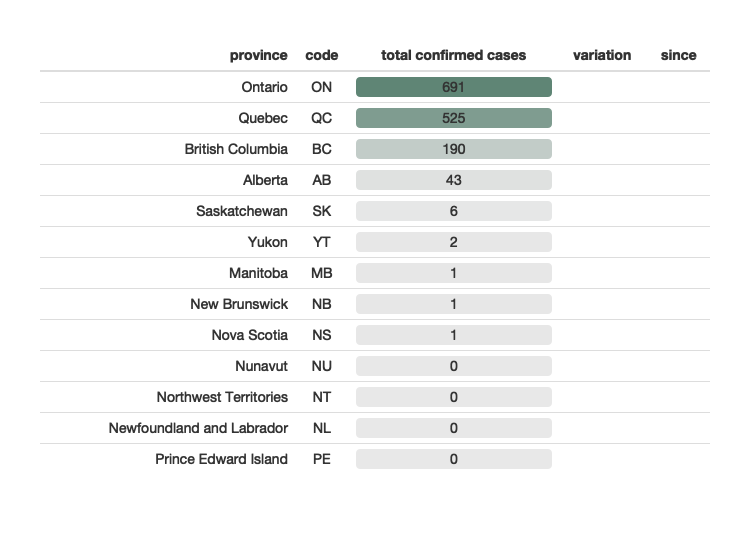 province code total confirmed cases variation since
Ontario ON 691
Quebec QC 525
British Columbia BC 190
Alberta AB 43
Saskatchewan SK 6
Yukon YT 2
Manitoba MB 1
New Brunswick NB 1
Nova Scotia NS 1
Nunavut NU 0
Northwest Territories NT 0
Newfoundland and Labrador NL 0
Prince Edward Island PE 0